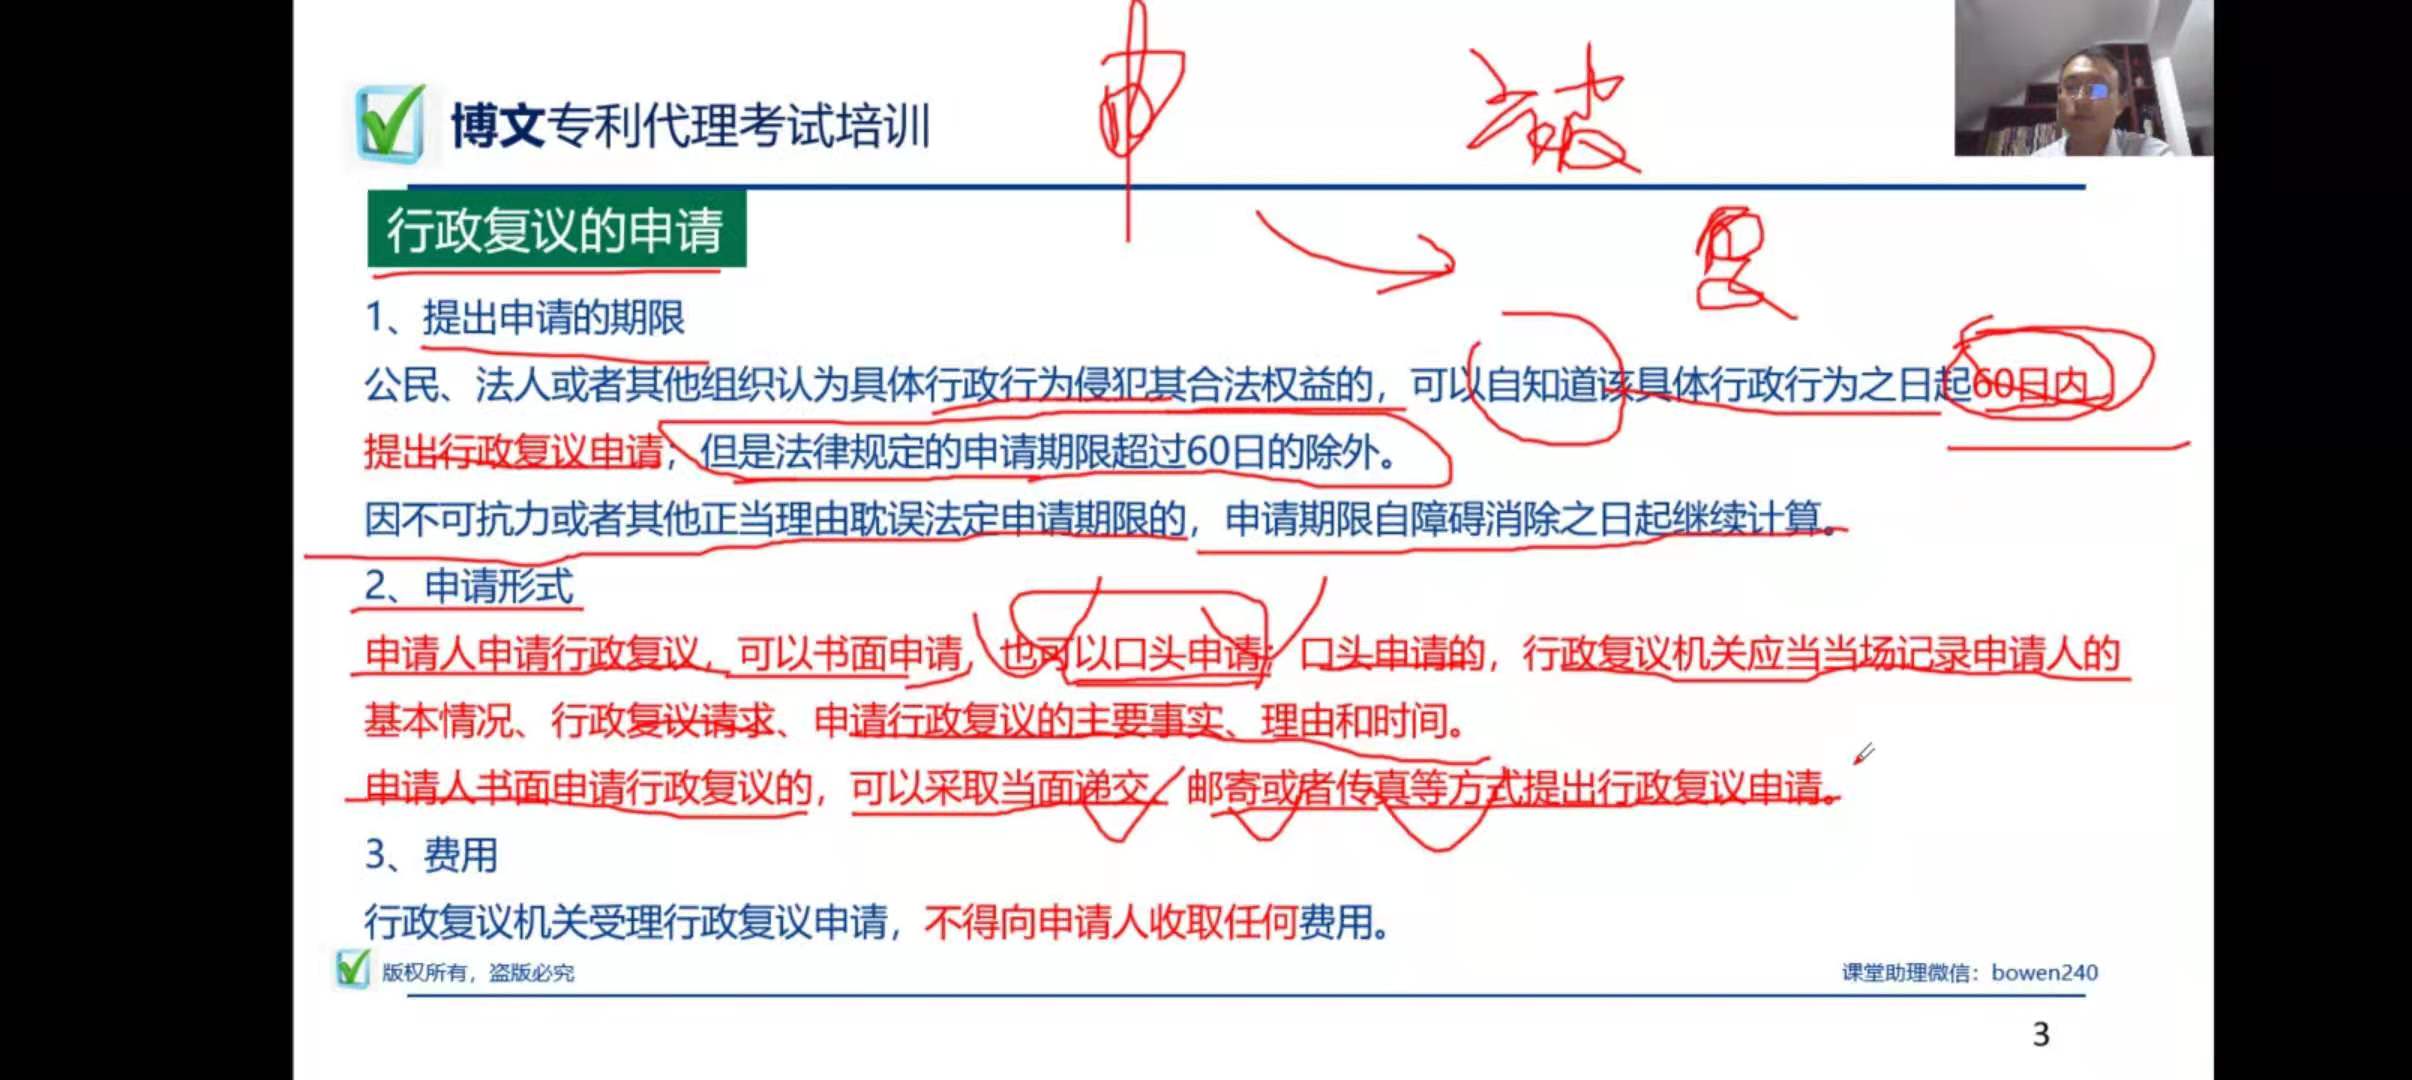 申 被
博文专利代理考试培训
复
行政复议的申请
1、提出申请的期限
公民、法人或者其他组织认为具体行政行为侵犯其合法权益的，可以自知道该具体行政行为之日起60日内
提出行政复议申请；但是法律规定的申请期限超过60日的除外。
因不可抗力或者其他正当理由耽误法定申请期限的，申请期限自障碍消除之日起继续计算。
2、申请形式
申请人申请行政复议，可以书面申请，也可以口头申请；口头申请的，行政复议机关应当当场记录申请人的
基本情况、行政复议请求、申请行政复议的主要事实、理由和时间。
申请人书面申请行政复议的，可以采取当面递交、邮寄或者传真等方式提出行政复议申请。
3、费用
行政复议机关受理行政复议申请，不得向申请人收取任何费用。
版权所有，盗版必究
课堂助理微信：bowen240
3